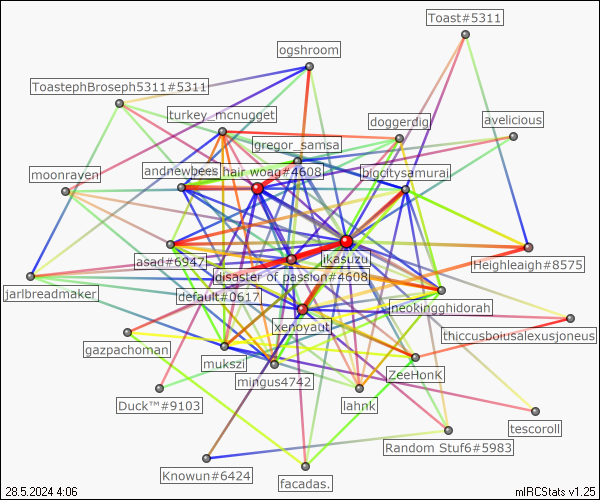 Toast#5311
ogshroom
ToastephBroseph5311#5311
turkey_mcnugget
doggerdig
avelicious
gregor_samsa
moonraven
andnewbees
hair woag#4608
bigcitysamurai
asad#6947
ikasuzu
Heighleaigh#8575
disaster of passion#4608
jarlbreadmaker
default#0617
neokingghidorah
xenovaut
thiccusboiusalexusjoneus
gazpachoman
mukszi
mingus4742
ZeeHonK
Duck™#9103
lahnk
tescoroll
Random Stuf6#5983
Knowun#6424
facadas.
28.5.2024 4:06
mIRCStats v1.25